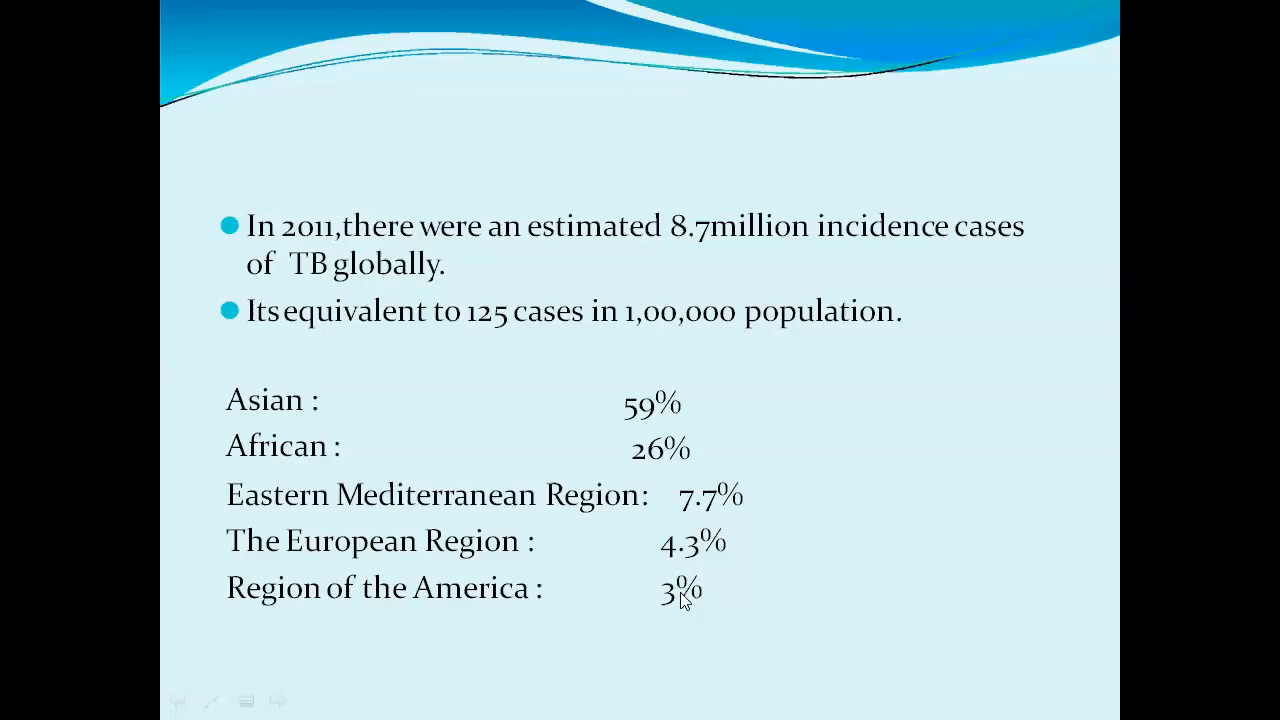 In 2011,there were an estimated 8.7million incidence cases
of TB globally.
Its equivalent to 125 cases in 1,00,000 population.
Asian : 59%
African : 26%
Eastern Mediterranean Region: 7.7%
The European Region : 4.3%
Region of the America : 3%